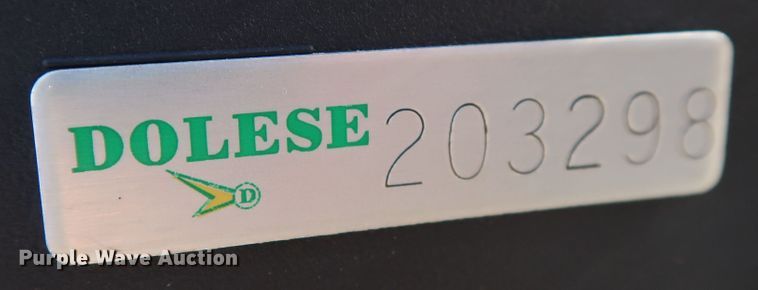 DOLESE 203298
D
Purple Wave Auction